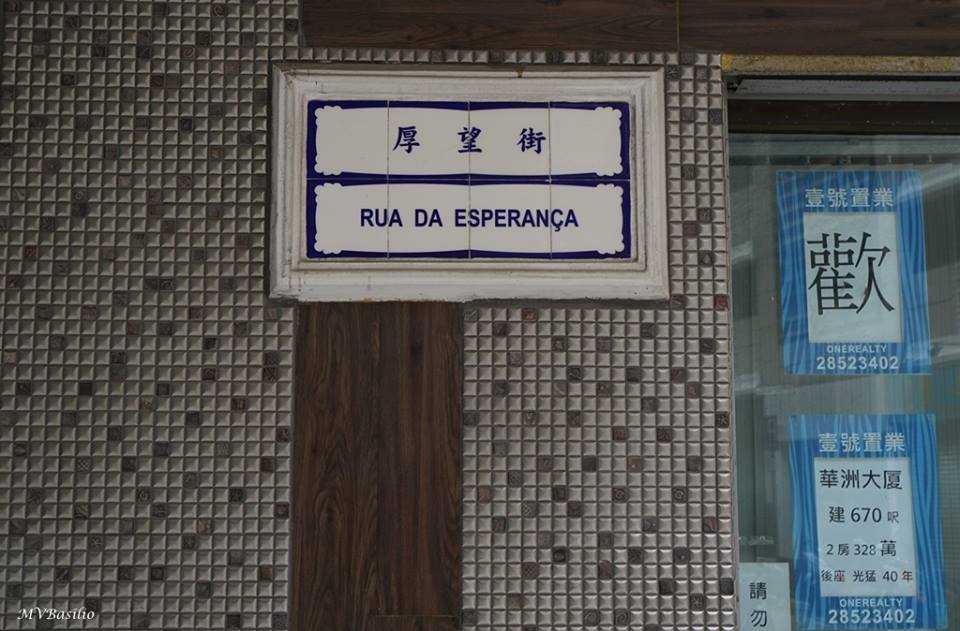 厚望街
RUA DA ESPERANÇA
壹號置業
歡
ONEREALTY
28523402
壹號置業
華洲大厦
建 670 呎
2 房 328 萬
後座 光猛 40 年
ONEREALTY
28523402
請
勿
MVBasilio